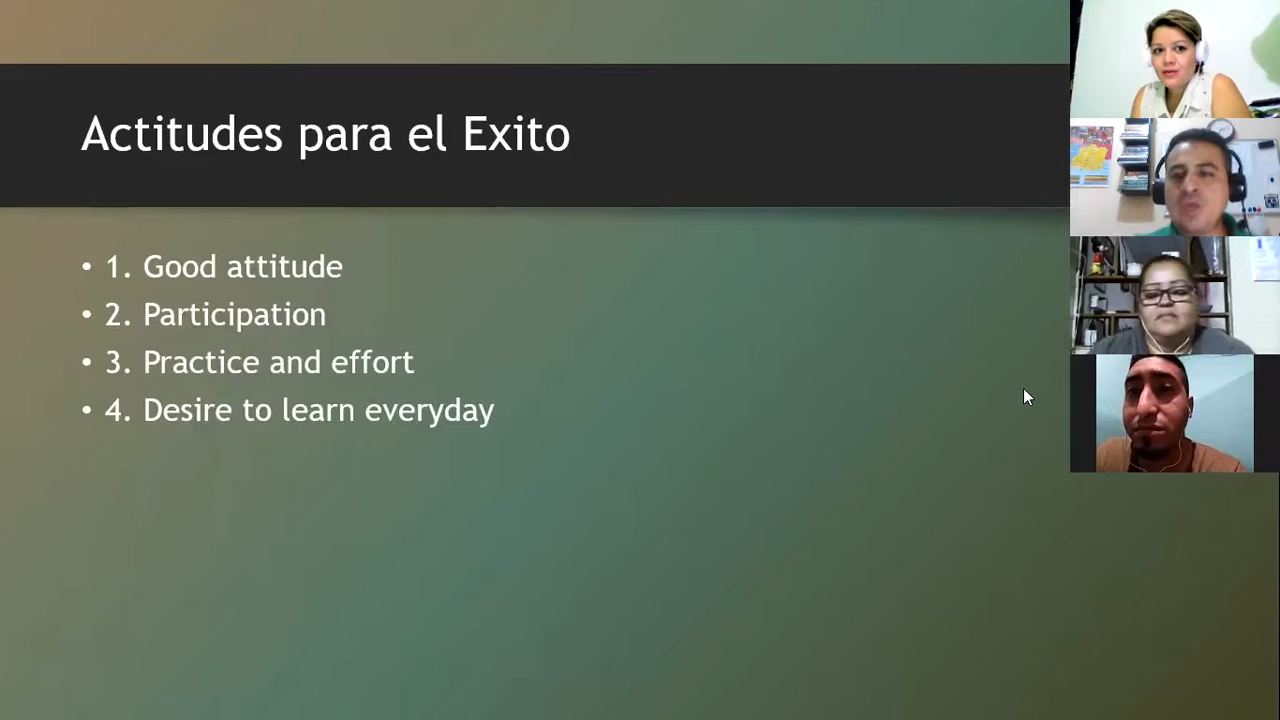 Actitudes para el Exito
• 1. Good attitude
• 2. Participation
• 3. Practice and effort
• 4. Desire to learn everyday